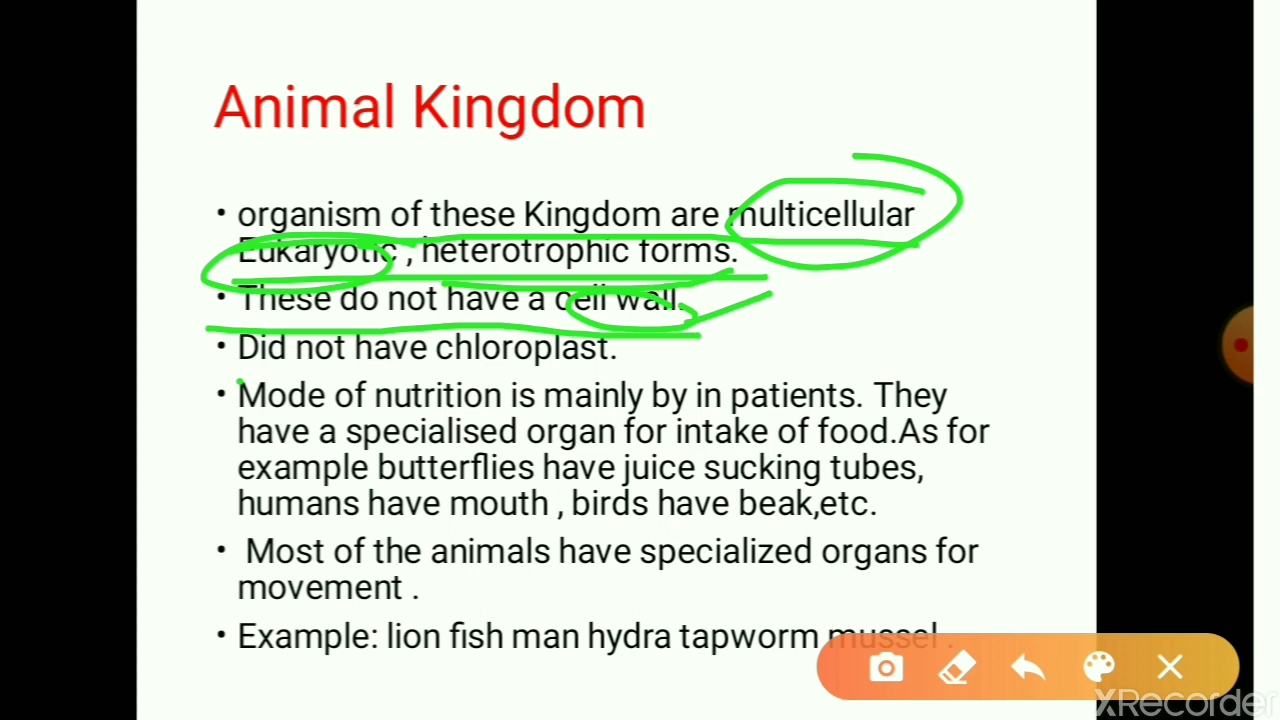 Animal Kingdom
• organism of these Kingdom are multicellular
Eukaryotic , heterotrophic forms.
• These do not have a cell wall.
• Did not have chloroplast.
• Mode of nutrition is mainly by in patients. They
have a specialised organ for intake of food.As for
example butterflies have juice sucking tubes,
humans have mouth , birds have beak,etc.
• Most of the animals have specialized organs for
movement .
• Example: lion fish man hydra tapworm mussel .
XRecorder